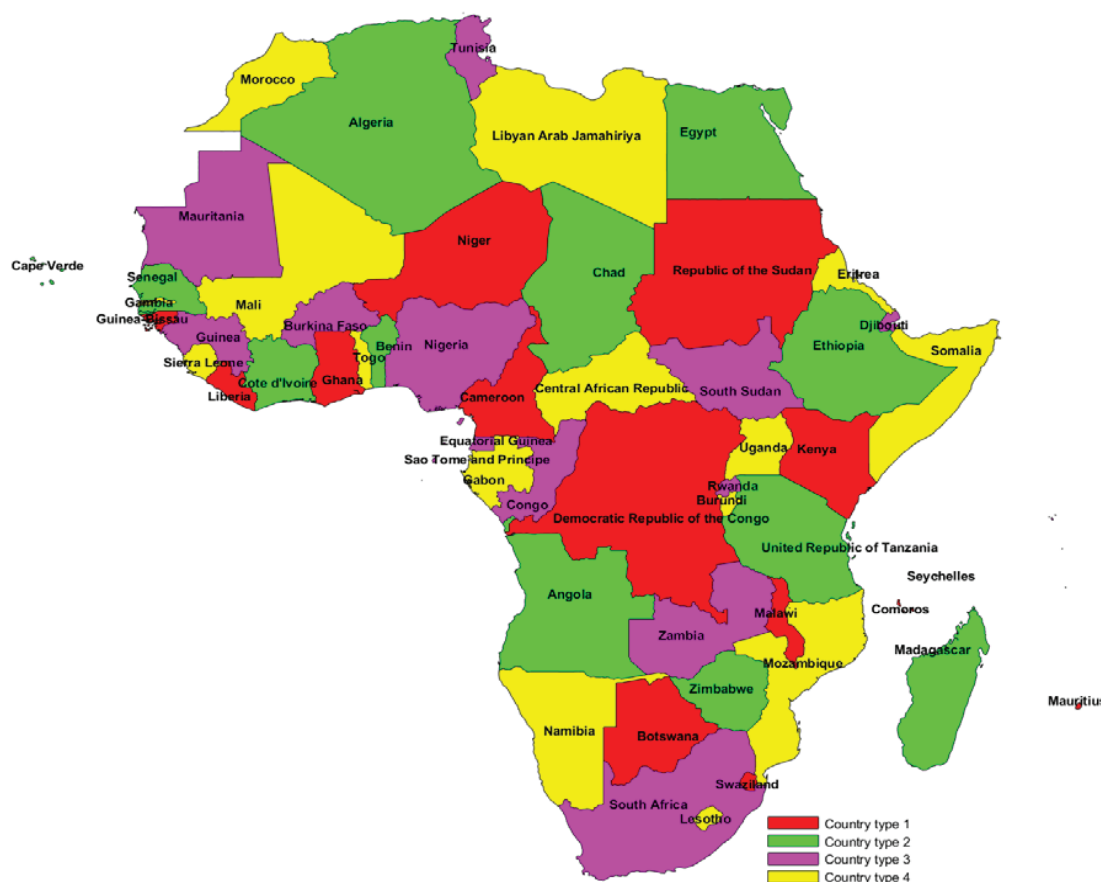 Tunisia
Morocco
Algeria
Libyan Arab Jamahiriya
Egypt
Mauritania
Niger
Cape Verde
Senegal
Chad
Republic of the Sudan
Eritrea
Gambia
Mali
Guinea-Bissau
Burkina Faso
Djibouti
Guinea
Nigeria
Benin
Ethiopia
Somalia
Togo
Sierra Leone
Cote d'Ivoire
Ghana
Central African Republic
South Sudan
Liberia
Cameroon
Equatorial Guinea
Uganda
Kenya
Sao Tome and Principe
Gabon
Rwanda
Burundi
Congo
Democratic Republic of the Congo
United Republic of Tanzania
Seychelles
Angola
Comoros
Malawi
Zambia
Madagascar
Mozambique
Zimbabwe
Mauritius
Namibia
Botswana
Swaziland
South Africa
Lesotho
Country type 1
Country type 2
Country type 3
Country type 4